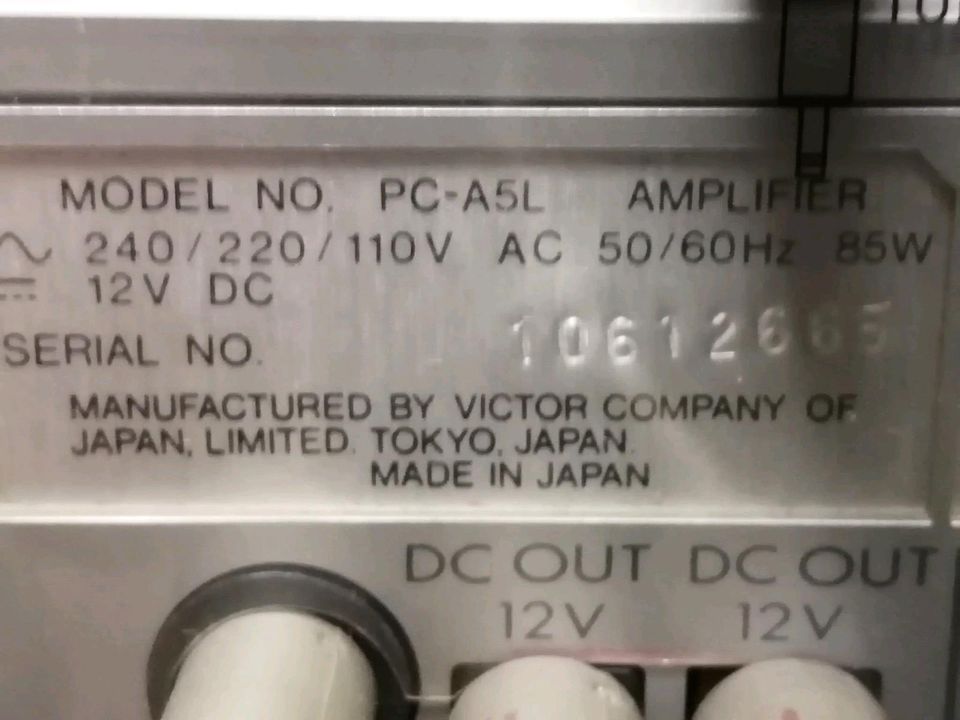 MODEL NO. PC-A5L AMPLIFIER
240/220/110V AC 50/60Hz 85W
12V DC
SERIAL NO. 10612665
MANUFACTURED BY VICTOR COMPANY OF
JAPAN, LIMITED. TOKYO, JAPAN.
MADE IN JAPAN
DC OUT DC OUT
12V 12V